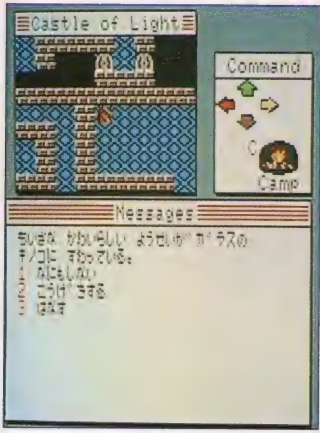 Castle of Light
Command
C
Camp
Messages
ちいさな かわいらしい ようせいが ガラスの
キノコに すわっている。
1 なにもしない
2 こうげきする
3 はなす